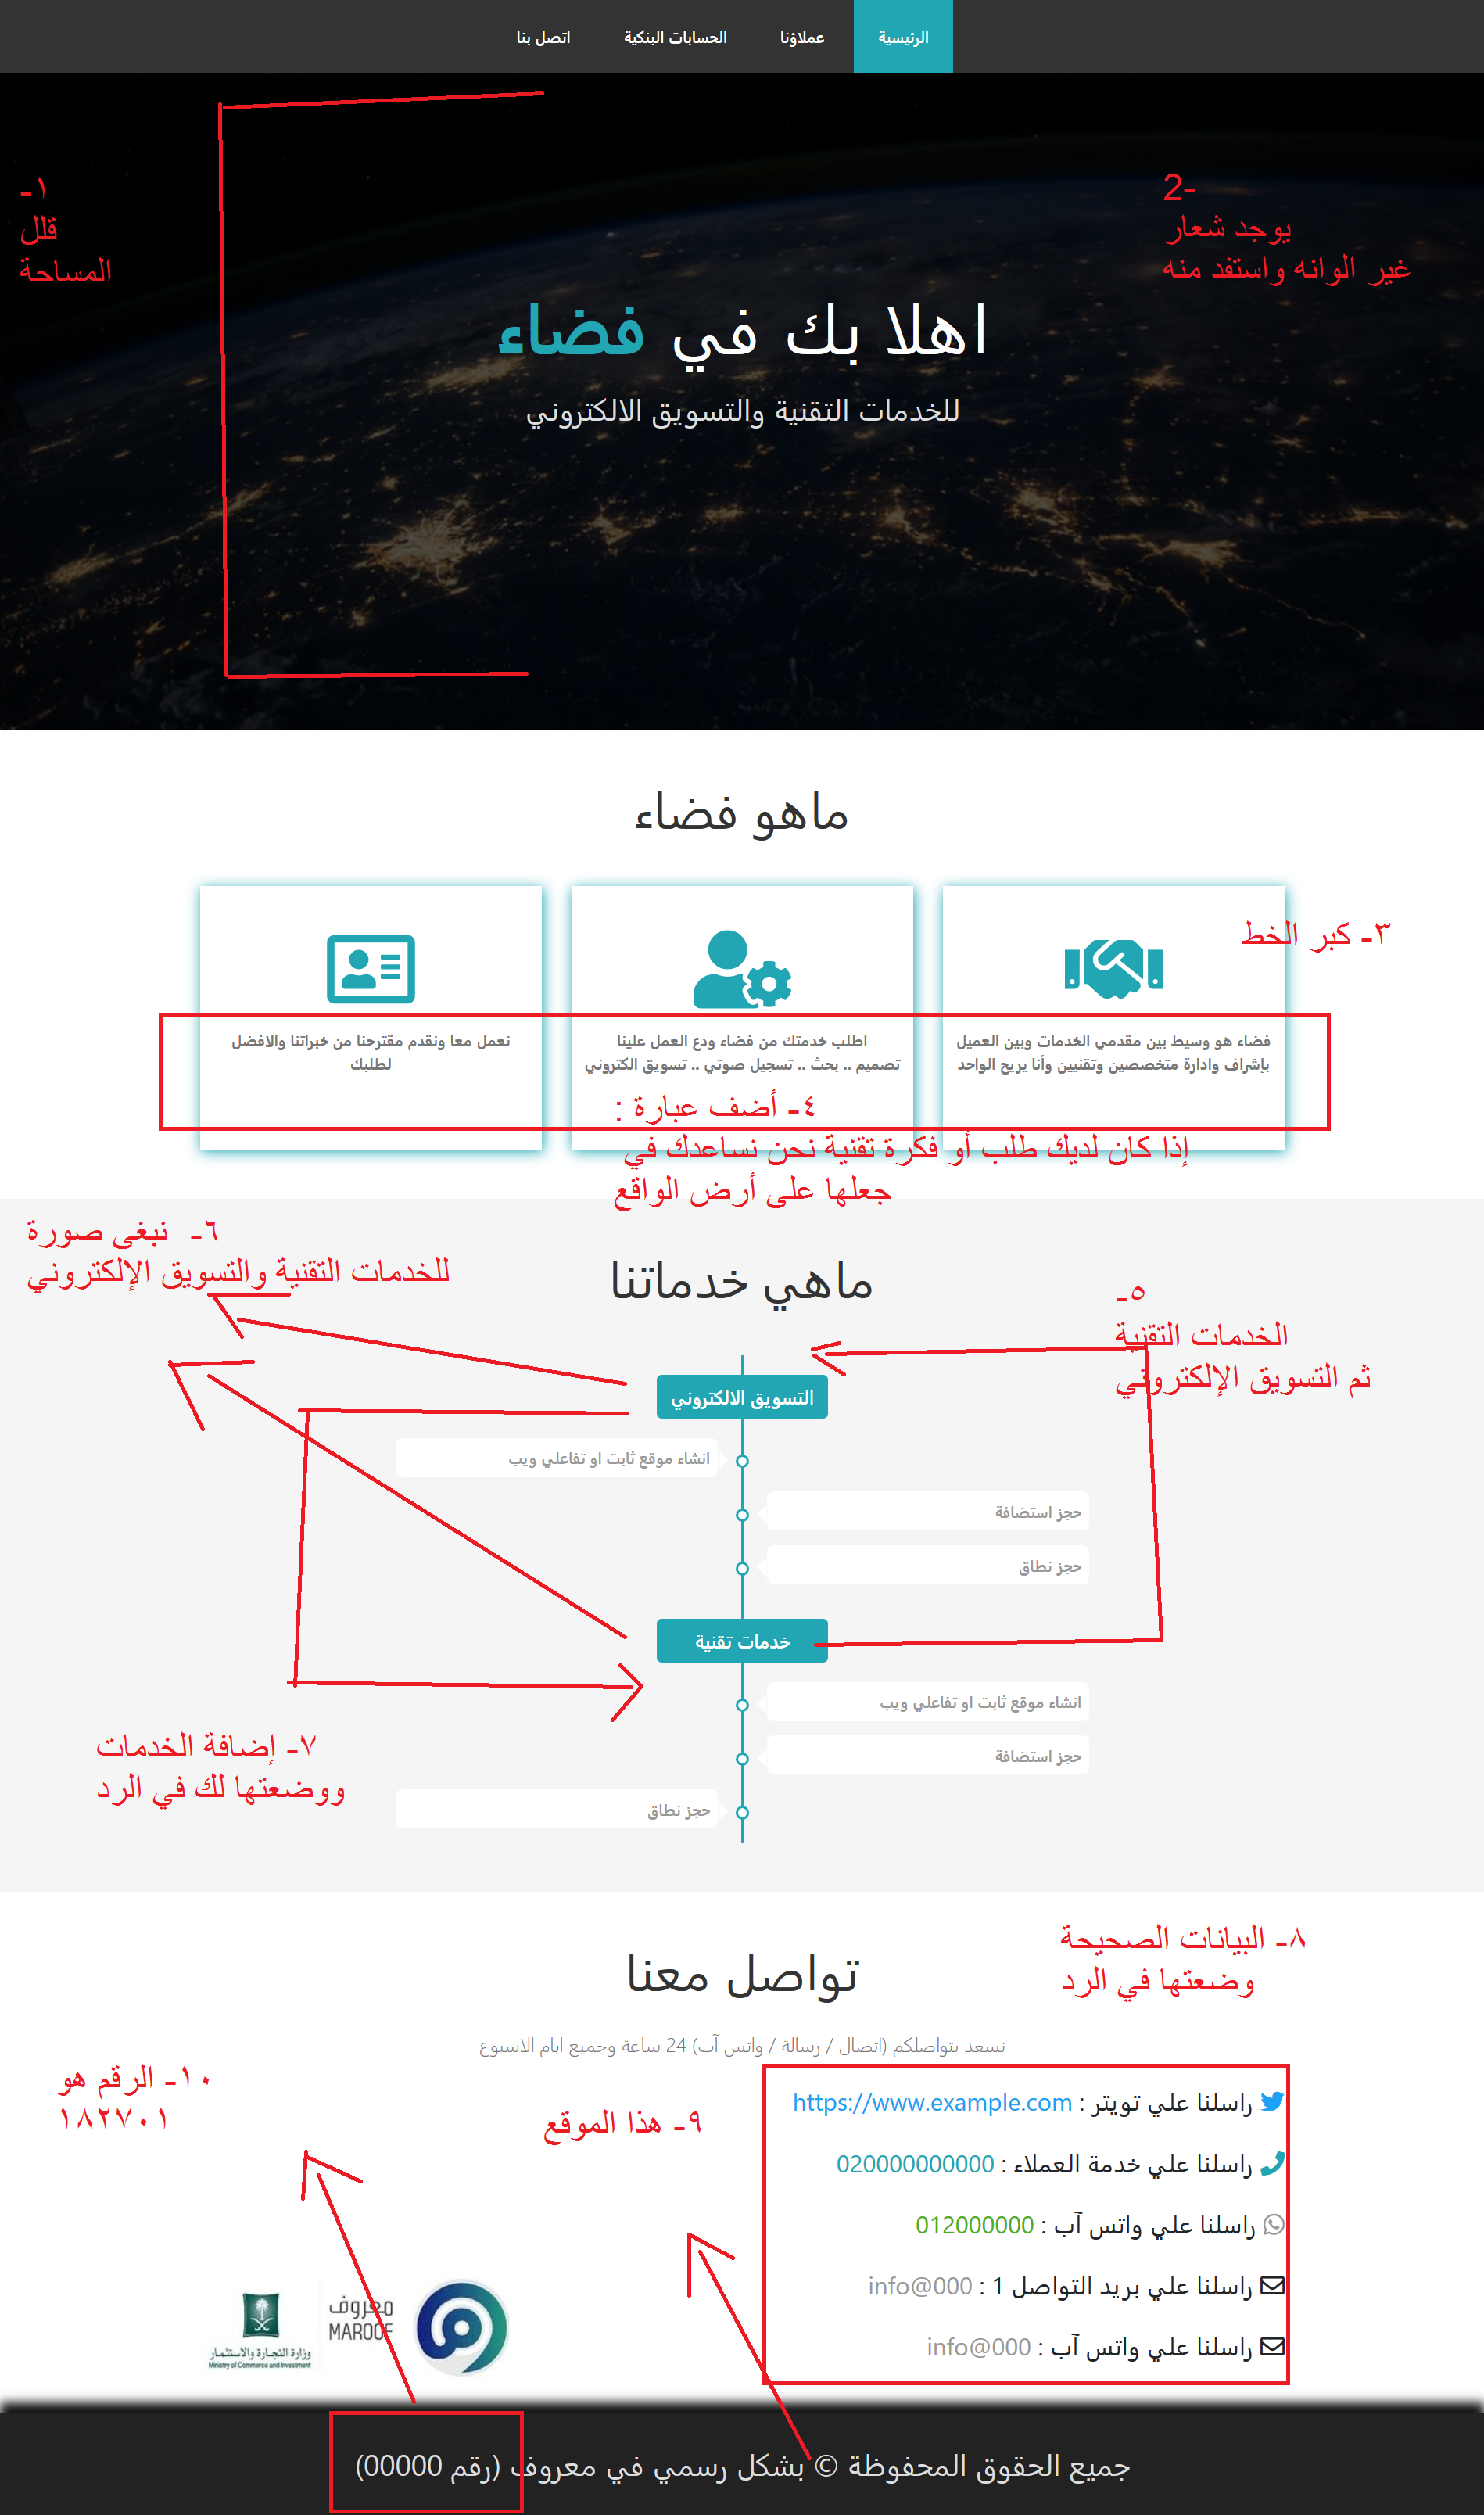 الرئيسية
عملاؤنا
الحسابات البنكية
اتصل بنا
١-
قلل
المساحة
2-
يوجد شعار
غير الوانه واستفد منه
اهلا بك في فضاء
للخدمات التقنية والتسويق الالكتروني
ماهو فضاء
٣- كبر الخط
فضاء هو وسيط بين مقدمي الخدمات وبين العميل
بإشراف وادارة متخصصين وتقنيين وأنا يريح الواحد
اطلب خدمتك من فضاء ودع العمل علينا
تصميم .. بحث .. تسجيل صوتي .. تسويق الكتروني
نعمل معا ونقدم مقترحنا من خبراتنا والافضل
لطلبك
٤- أضف عبارة :
إذا كان لديك طلب أو فكرة تقنية نحن نساعدك في
جعلها على أرض الواقع
٦- نبغى صورة
للخدمات التقنية والتسويق الإلكتروني
ماهي خدماتنا
٥-
الخدمات التقنية
ثم التسويق الإلكتروني
التسويق الالكتروني
انشاء موقع ثابت او تفاعلي ويب
حجز استضافة
حجز نطاق
خدمات تقنية
انشاء موقع ثابت او تفاعلي ويب
حجز استضافة
حجز نطاق
٧- إضافة الخدمات
ووضعتها لك في الرد
٨- البيانات الصحيحة
وضعتها في الرد
تواصل معنا
نسعد بتواصلكم (اتصال / رسالة / واتس آب) 24 ساعة وجميع ايام الاسبوع
راسلنا علي تويتر : https://www.example.com
راسلنا علي خدمة العملاء : 020000000000
راسلنا علي واتس آب : 012000000
راسلنا علي بريد التواصل 1 : info@000
راسلنا علي واتس آب : info@000
٩- هذا الموقع
١٠- الرقم هو
١٨٢٧٠١
معروف
MAROOF
وزارة التجارة والاستثمار
Ministry of Commerce and Investment
جميع الحقوق المحفوظة © بشكل رسمي في معروف (رقم 00000)